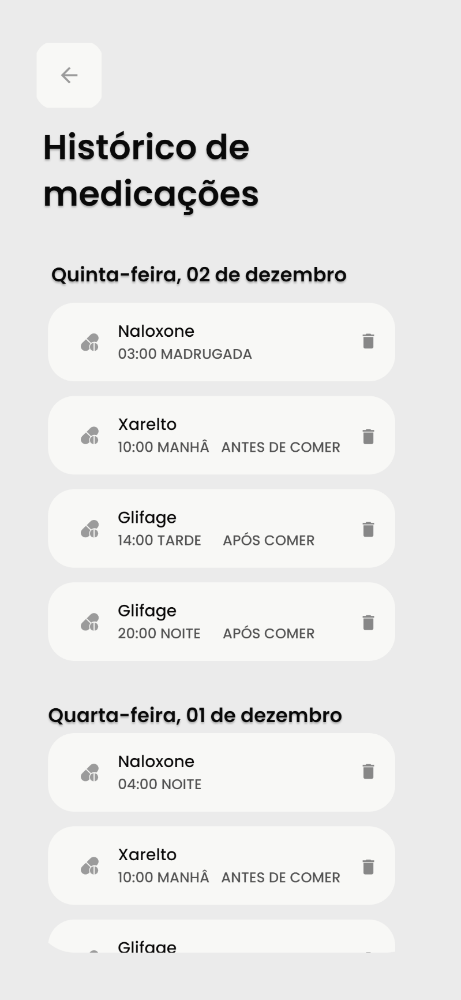 Histórico de
medicações
Quinta-feira, 02 de dezembro
Naloxone
03:00 MADRUGADA
Xarelto
10:00 MANHÂ ANTES DE COMER
Glifage
14:00 TARDE APÓS COMER
Glifage
20:00 NOITE APÓS COMER
Quarta-feira, 01 de dezembro
Naloxone
04:00 NOITE
Xarelto
10:00 MANHÂ ANTES DE COMER
Glifage